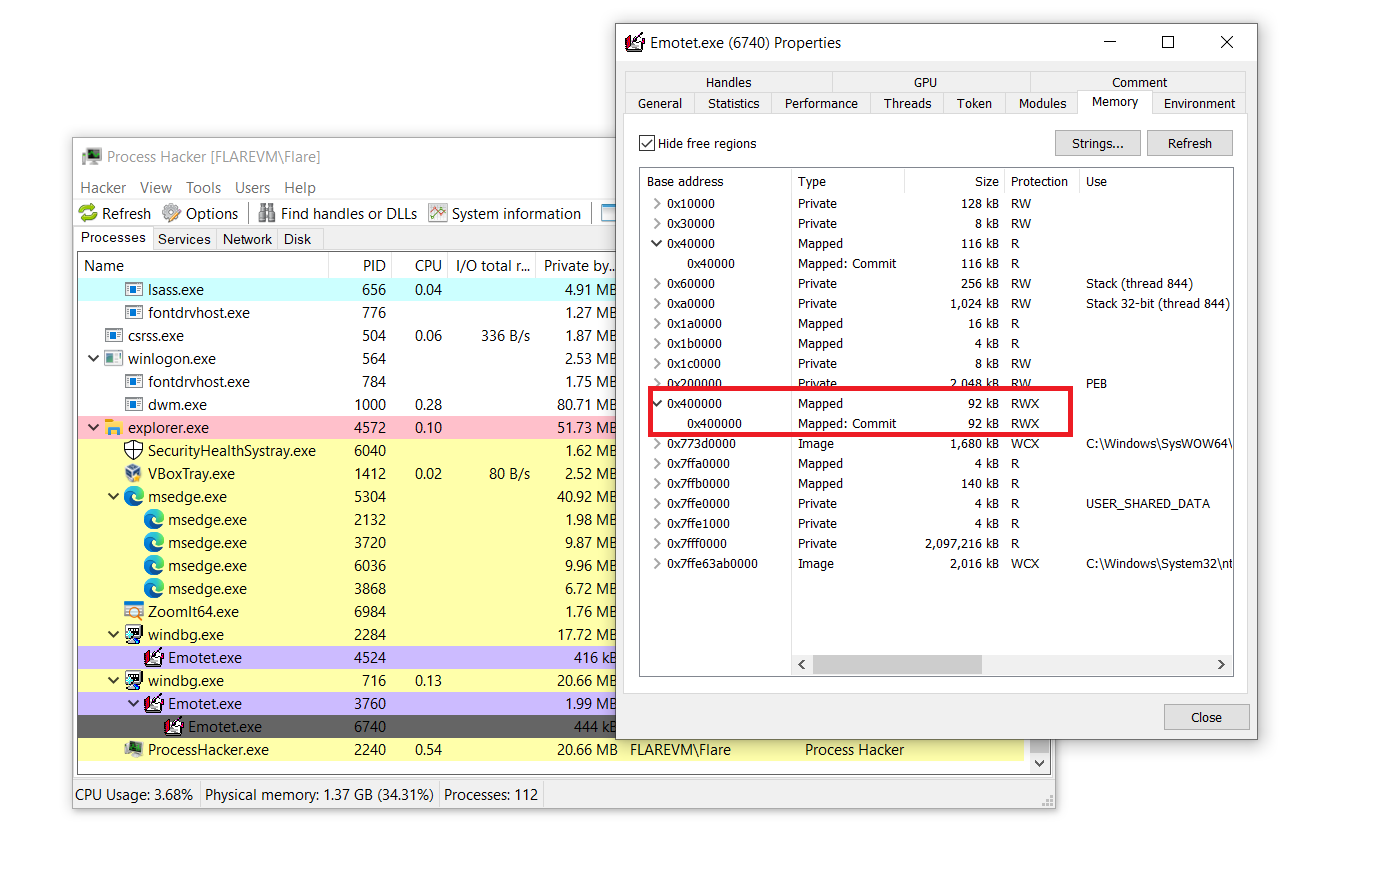 Emotet.exe (6740) Properties
Handles GPU Comment
General Statistics Performance Threads Token Modules Memory Environment
Hide free regions Strings... Refresh
Base address Type Size Protection Use
0x10000 Private 128 kB RW
0x30000 Private 8 kB RW
0x40000 Mapped 116 kB R
0x40000 Mapped: Commit 116 kB R
0x60000 Private 256 kB RW Stack (thread 844)
0xa0000 Private 1,024 kB RW Stack 32-bit (thread 844)
0x1a0000 Mapped 16 kB R
0x1b0000 Mapped 4 kB R
0x1c0000 Private 8 kB RW
0x200000 Private 2,048 kB RW PEB
0x400000 Mapped 92 kB RWX
0x400000 Mapped: Commit 92 kB RWX
0x773d0000 Image 1,680 kB WCX C:\Windows\SysWOW64\
0x7ffa0000 Mapped 4 kB R
0x7ffb0000 Mapped 140 kB R
0x7ffe0000 Private 4 kB R USER_SHARED_DATA
0x7ffe1000 Private 4 kB R
0x7fff0000 Private 2,097,216 kB R
0x7ffe63ab0000 Image 2,016 kB WCX C:\Windows\System32\nt
Close
Process Hacker [FLAREVM\Flare]
Hacker View Tools Users Help
Refresh Options Find handles or DLLs System information
Processes Services Network Disk
Name PID CPU I/O total r... Private by...
lsass.exe 656 0.04 4.91 MB
fontdrvhost.exe 776 1.27 MB
csrss.exe 504 0.06 336 B/s 1.87 MB
winlogon.exe 564 2.53 MB
fontdrvhost.exe 784 1.75 MB
dwm.exe 1000 0.28 80.71 MB
explorer.exe 4572 0.10 51.73 MB
SecurityHealthSystray.exe 6040 1.62 MB
VBoxTray.exe 1412 0.02 80 B/s 2.52 MB
msedge.exe 5304 40.92 MB
msedge.exe 2132 1.98 MB
msedge.exe 3720 9.87 MB
msedge.exe 6036 9.96 MB
msedge.exe 3868 6.72 MB
ZoomIt64.exe 6984 1.76 MB
windbg.exe 2284 17.72 MB
Emotet.exe 4524 416 kB
windbg.exe 716 0.13 20.66 MB
Emotet.exe 3760 1.99 MB
Emotet.exe 6740 444 kB
ProcessHacker.exe 2240 0.54 20.66 MB FLAREVM\Flare Process Hacker
CPU Usage: 3.68% Physical memory: 1.37 GB (34.31%) Processes: 112